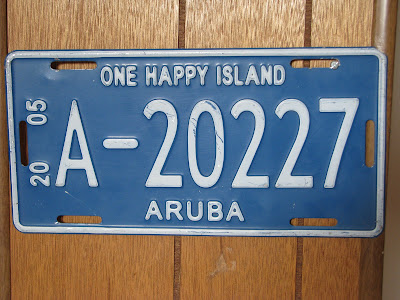 ONE HAPPY ISLAND
20 05
A-20227
ARUBA